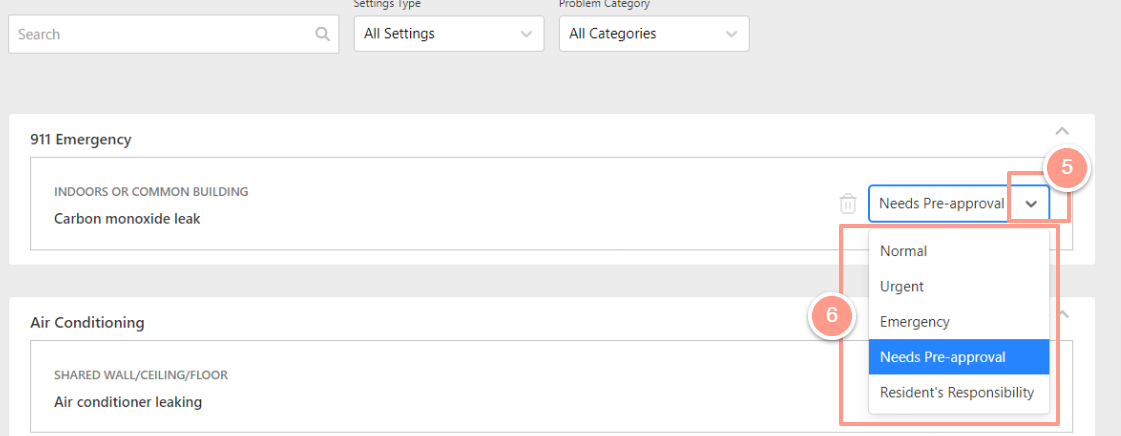 Settings Type
Problem Category
Search
All Settings
All Categories
911 Emergency
5
INDOORS OR COMMON BUILDING
Carbon monoxide leak
Needs Pre-approval
Normal
Urgent
6
Emergency
Needs Pre-approval
Resident's Responsibility
Air Conditioning
SHARED WALL/CEILING/FLOOR
Air conditioner leaking